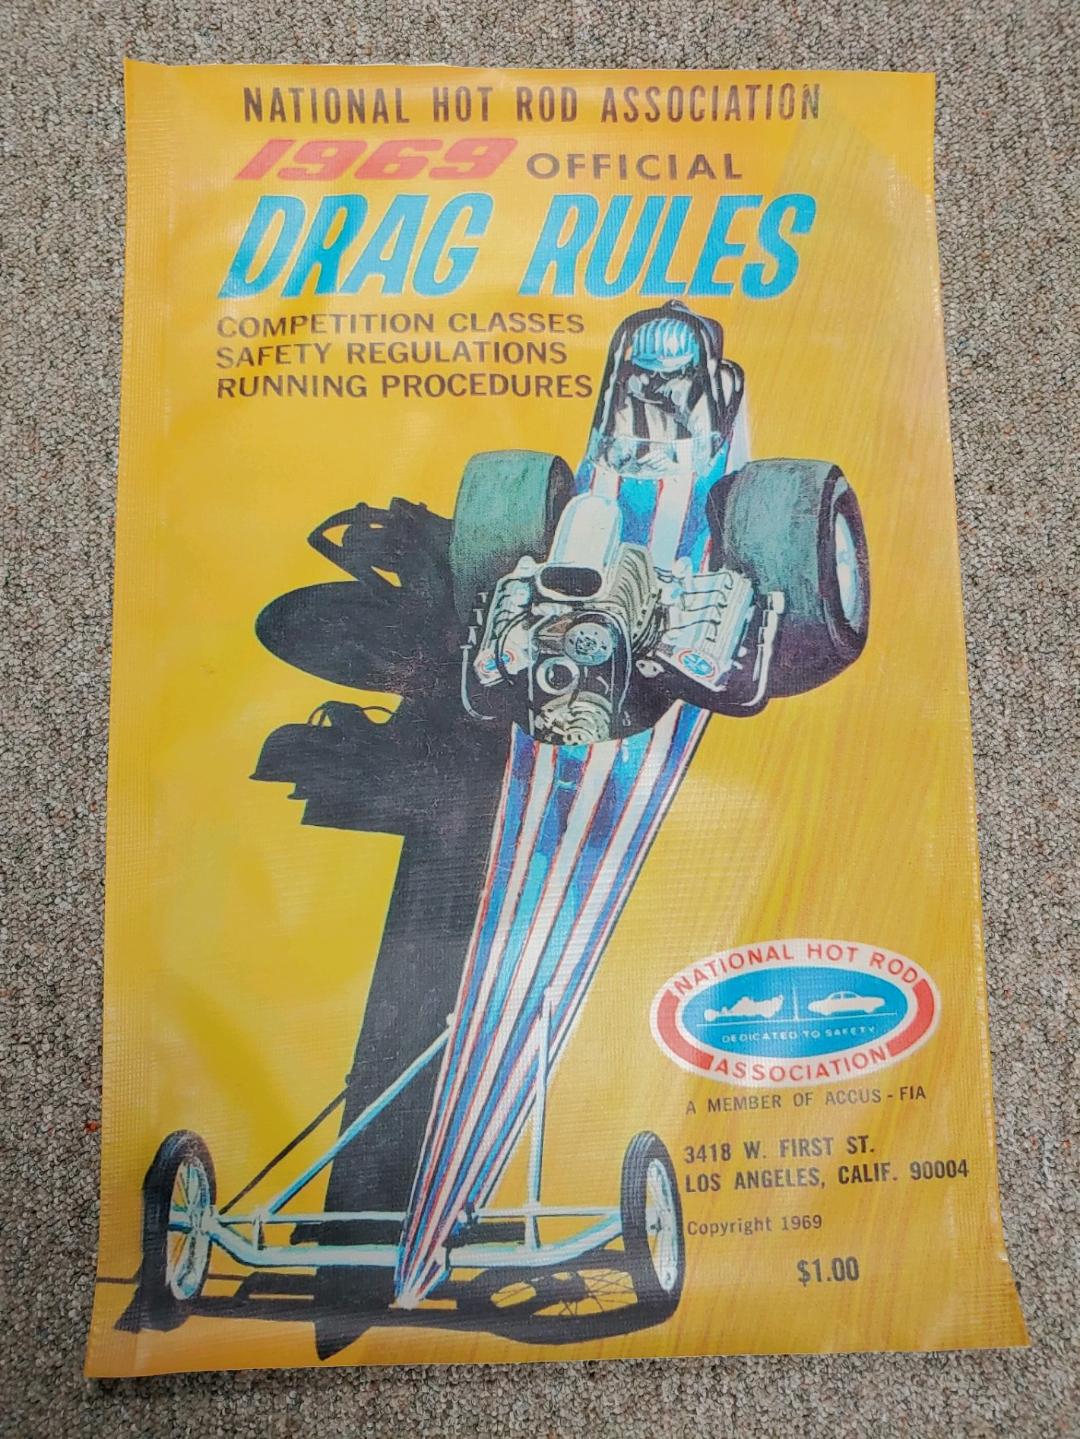 NATIONAL HOT ROD ASSOCIATION
1969 OFFICIAL
DRAG RULES
COMPETITION CLASSES
SAFETY REGULATIONS
RUNNING PROCEDURES
NATIONAL HOT ROD
DEDICATED TO SAFETY
ASSOCIATION
A MEMBER OF ACCUS - FIA
3418 W. FIRST ST.
LOS ANGELES, CALIF. 90004
Copyright 1969
$1.00